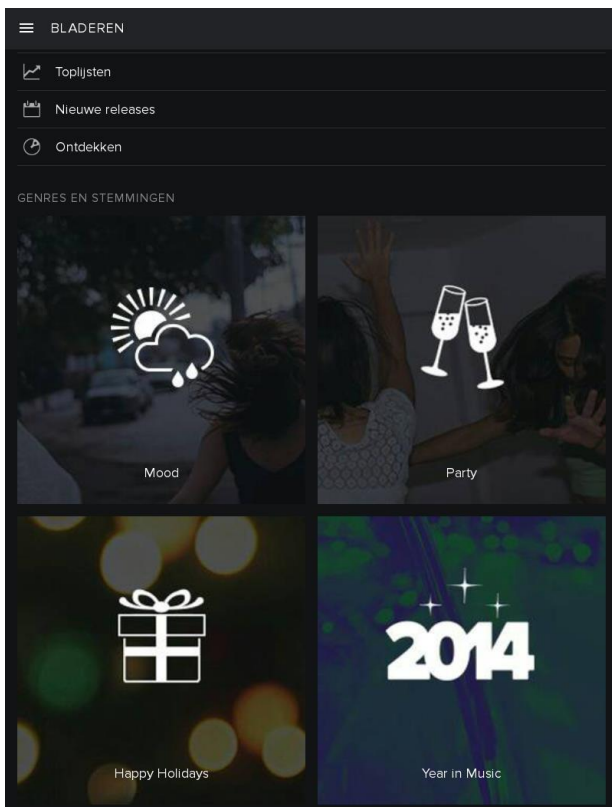 BLADEREN
Toplijsten
Nieuwe releases
Ontdekken
GENRES EN STEMMINGEN
Mood
Party
Happy Holidays
2014
Year in Music